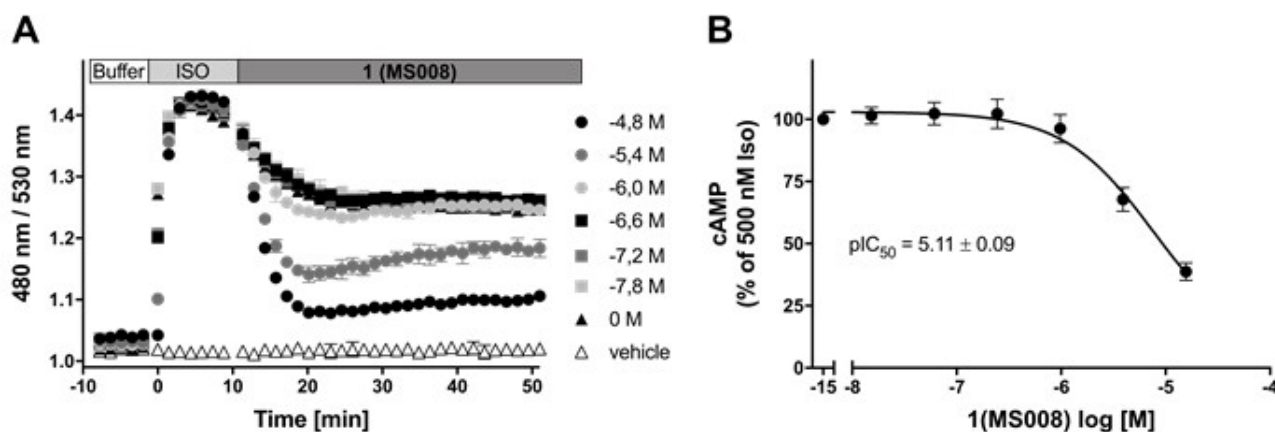 A
Buffer ISO 1 (MS008)
480 nm / 530 nm
1.4
1.3
1.2
1.1
1.0
-10 0 10 20 30 40 50
Time [min]
-4,8 M
-5,4 M
-6,0 M
-6,6 M
-7,2 M
-7,8 M
0 M
vehicle
B
cAMP
(% of 500 nM Iso)
100
75
50
25
0
pIC50 = 5.11 ± 0.09
-15 -8 -7 -6 -5 -4
1(MS008) log [M]